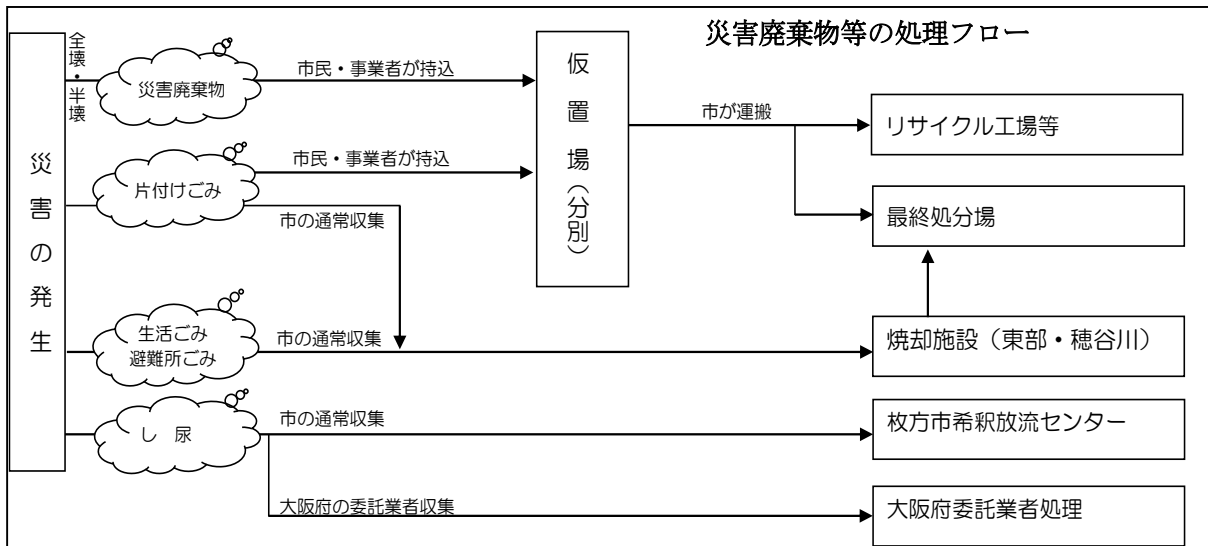 災害廃棄物等の処理フロー
災害の発生
全壊・半壊
災害廃棄物
市民・事業者が持込
仮置場(分別)
市が運搬
リサイクル工場等
片付けごみ
市民・事業者が持込
市の通常収集
最終処分場
生活ごみ
避難所ごみ
市の通常収集
焼却施設(東部・穂谷川)
し 尿
市の通常収集
枚方市希釈放流センター
大阪府の委託業者収集
大阪府委託業者処理